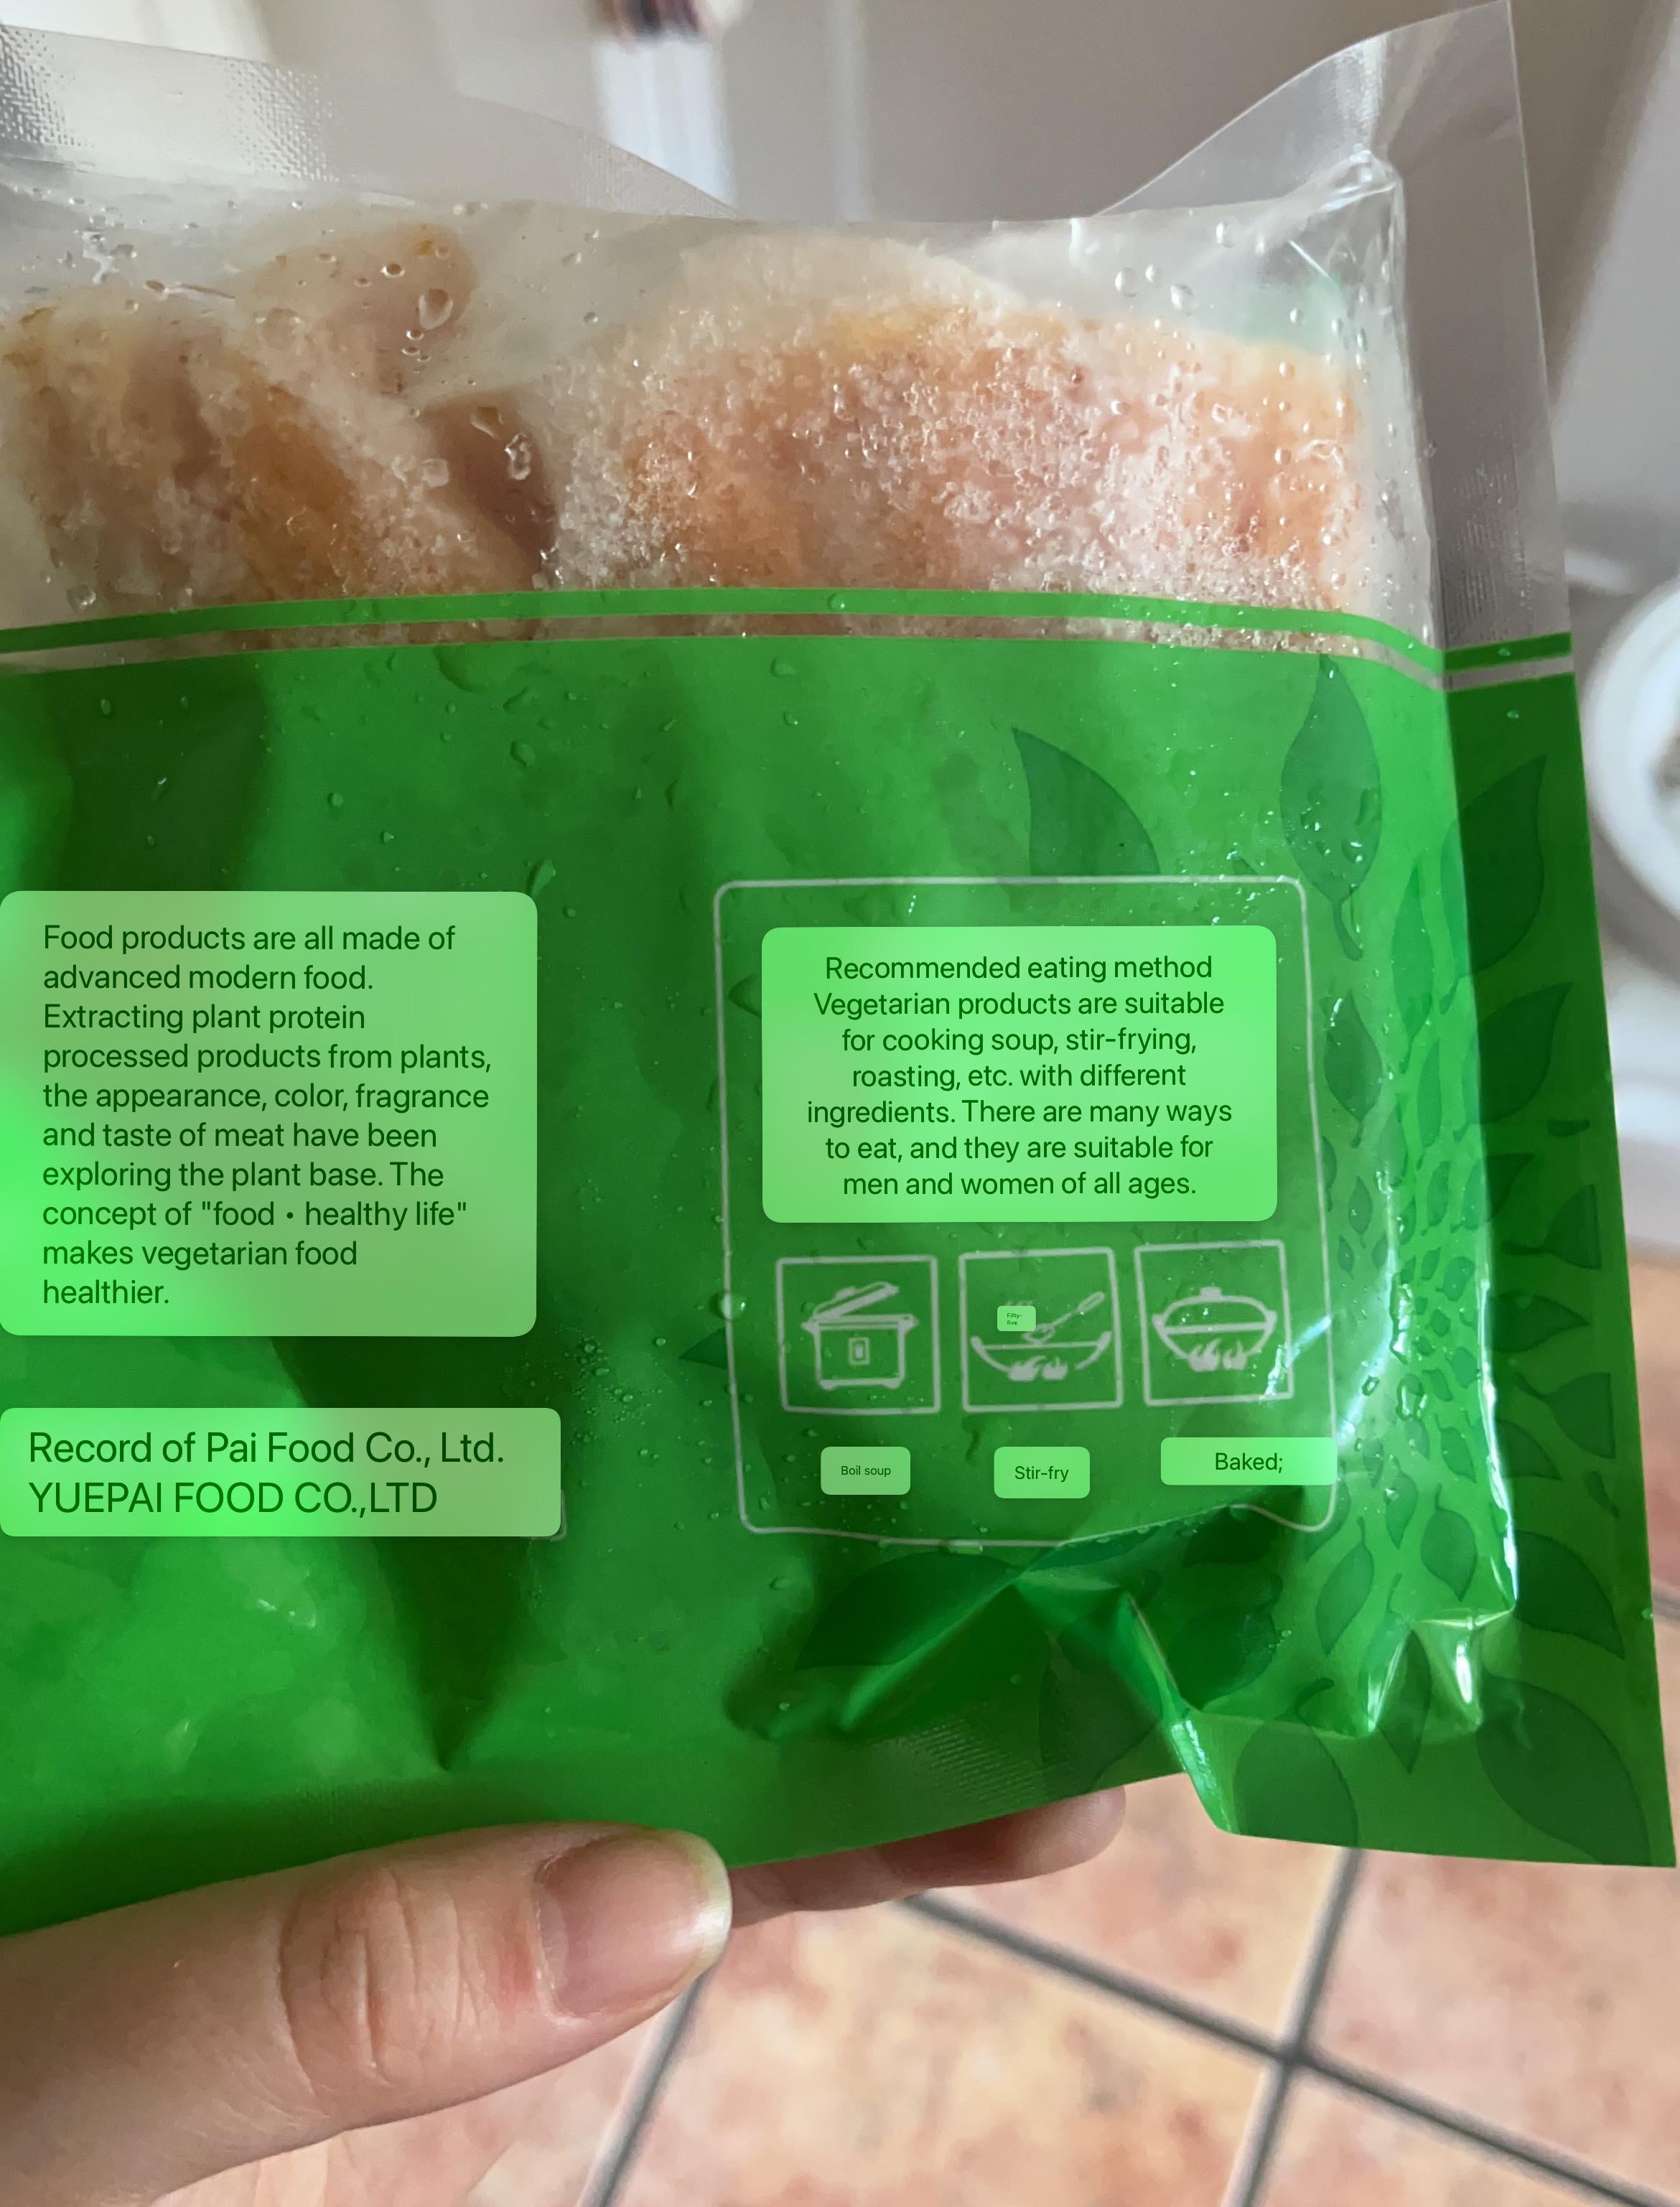 Food products are all made of
advanced modern food.
Extracting plant protein
processed products from plants,
the appearance, color, fragrance
and taste of meat have been
exploring the plant base. The
concept of "food • healthy life"
makes vegetarian food
healthier.
Record of Pai Food Co., Ltd.
YUEPAI FOOD CO.,LTD
Recommended eating method
Vegetarian products are suitable
for cooking soup, stir-frying,
roasting, etc. with different
ingredients. There are many ways
to eat, and they are suitable for
men and women of all ages.
Fifty-
five
Boil soup
Stir-fry
Baked;